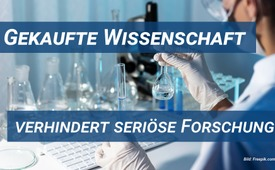 GEKAUFTE WISSENSCHAFT
VERHINDERT SERIÖSE FORSCHUNG
Bild: Freepik.com